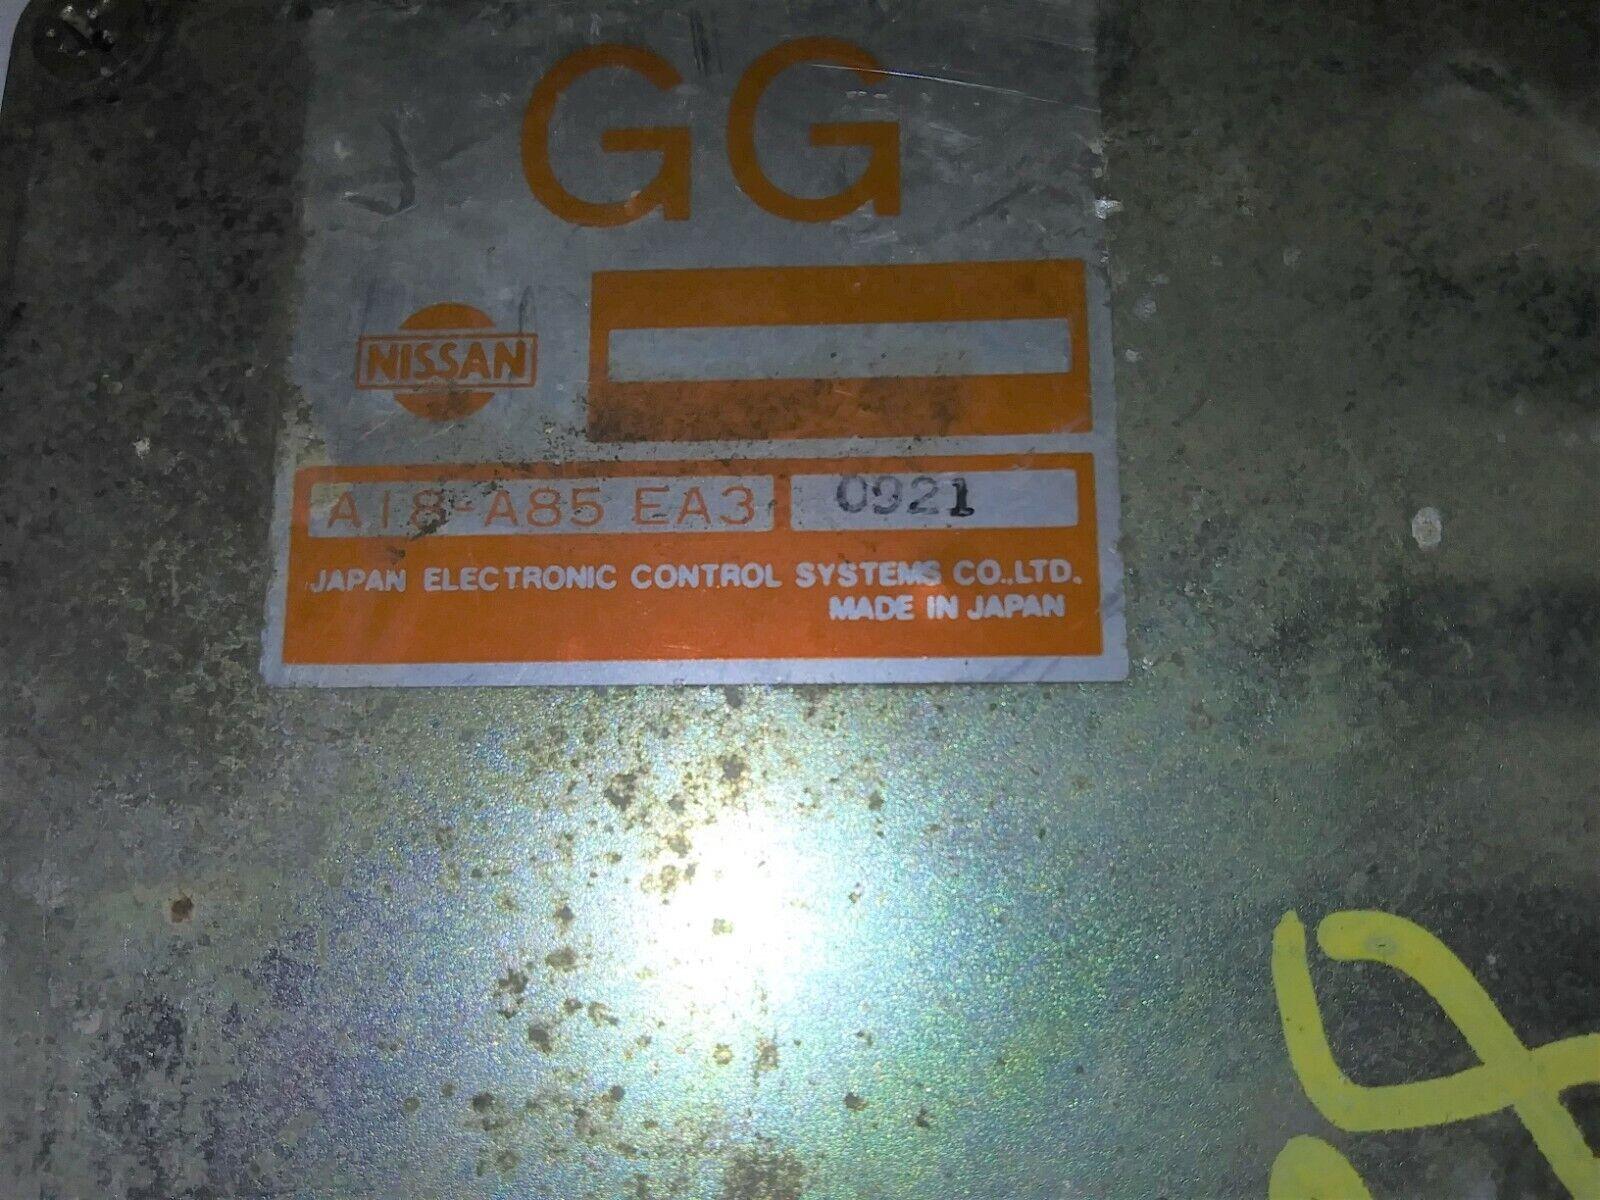 GG
NISSAN
A18-A85 EA3 0921
JAPAN ELECTRONIC CONTROL SYSTEMS CO.,LTD.
MADE IN JAPAN